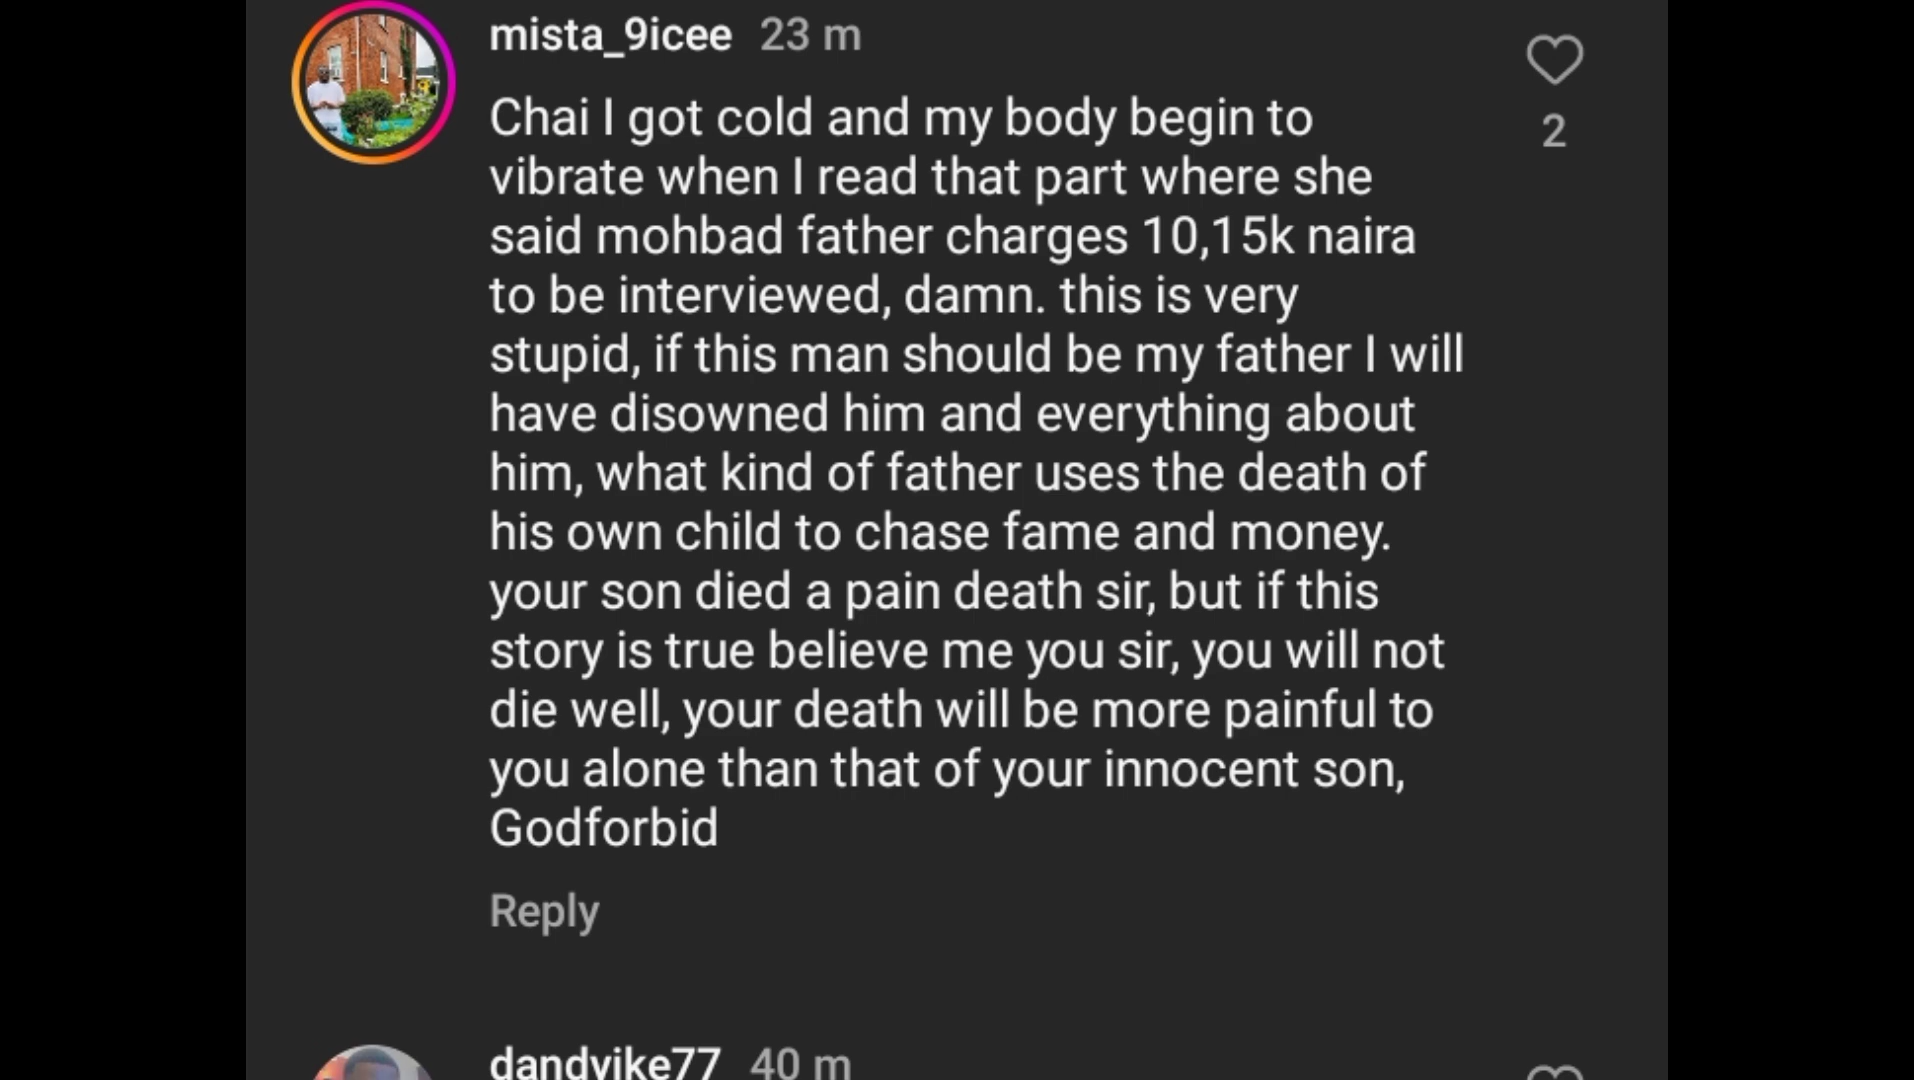 mista_9icee 23 m
Chai I got cold and my body begin to
2
vibrate when I read that part where she
said mohbad father charges 10,15k naira
to be interviewed, damn. this is very
stupid, if this man should be my father I will
have disowned him and everything about
him, what kind of father uses the death of
his own child to chase fame and money.
your son died a pain death sir, but if this
story is true believe me you sir, you will not
die well, your death will be more painful to
you alone than that of your innocent son,
Godforbid
Reply
dandvike77 40 m